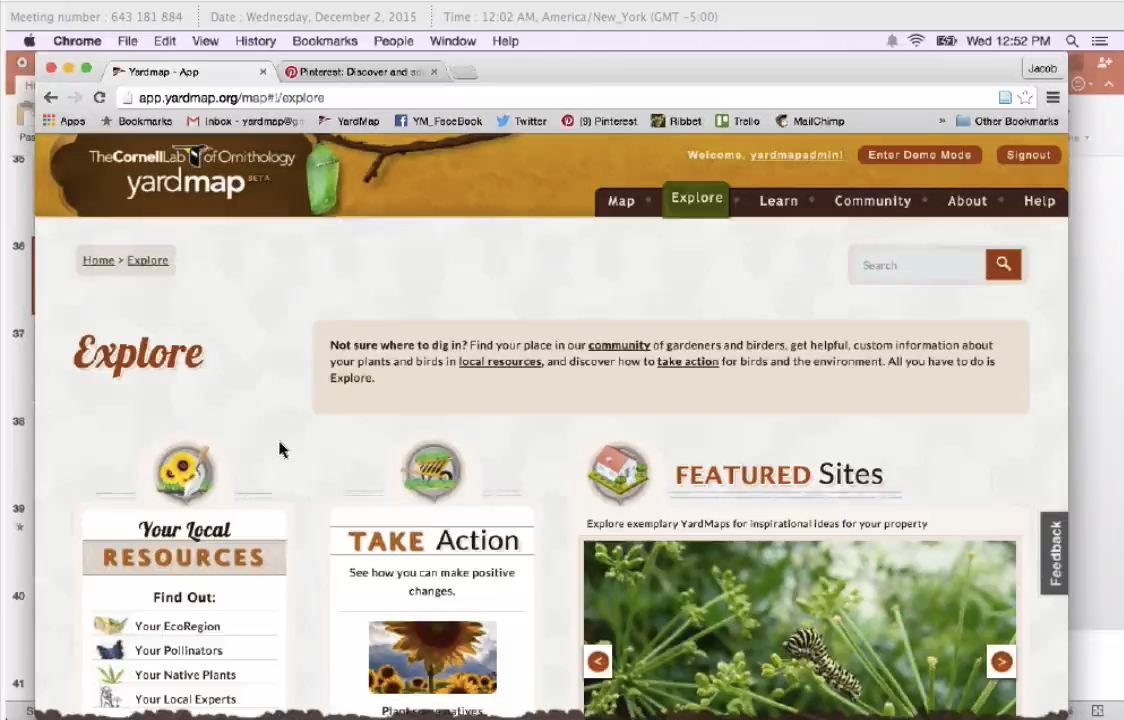 Meeting number : 643 181 884 Date : Wednesday, December 2, 2015 Time : 12:02 AM, America/New_York (GMT -5:00)
Chrome File Edit View History Bookmarks People Window Help Wed 12:52 PM
Yardmap - App Pinterest: Discover and Jacob
app.yardmap.org/map#!/explore
Apps Bookmarks Inbox - yardmap@g YardMap YM_FaceBook Twitter (9) Pinterest Ribbet Trello MailChimp » Other Bookmarks
TheCornellLab of Ornithology
yardmap BETA
Welcome, yardmapadmin! Enter Demo Mode Signout
Map Explore Learn Community About Help
Home > Explore
Search
Explore
Not sure where to dig in? Find your place in our community of gardeners and birders, get helpful, custom information about
your plants and birds in local resources, and discover how to take action for birds and the environment. All you have to do is
Explore.
Your Local
RESOURCES
Find Out:
Your EcoRegion
Your Pollinators
Your Native Plants
Your Local Experts
TAKE Action
See how you can make positive
changes.
Plant some natives.
FEATURED Sites
Explore exemplary YardMaps for inspirational ideas for your property
< >
Feedback
35
36
37
38
39
40
41